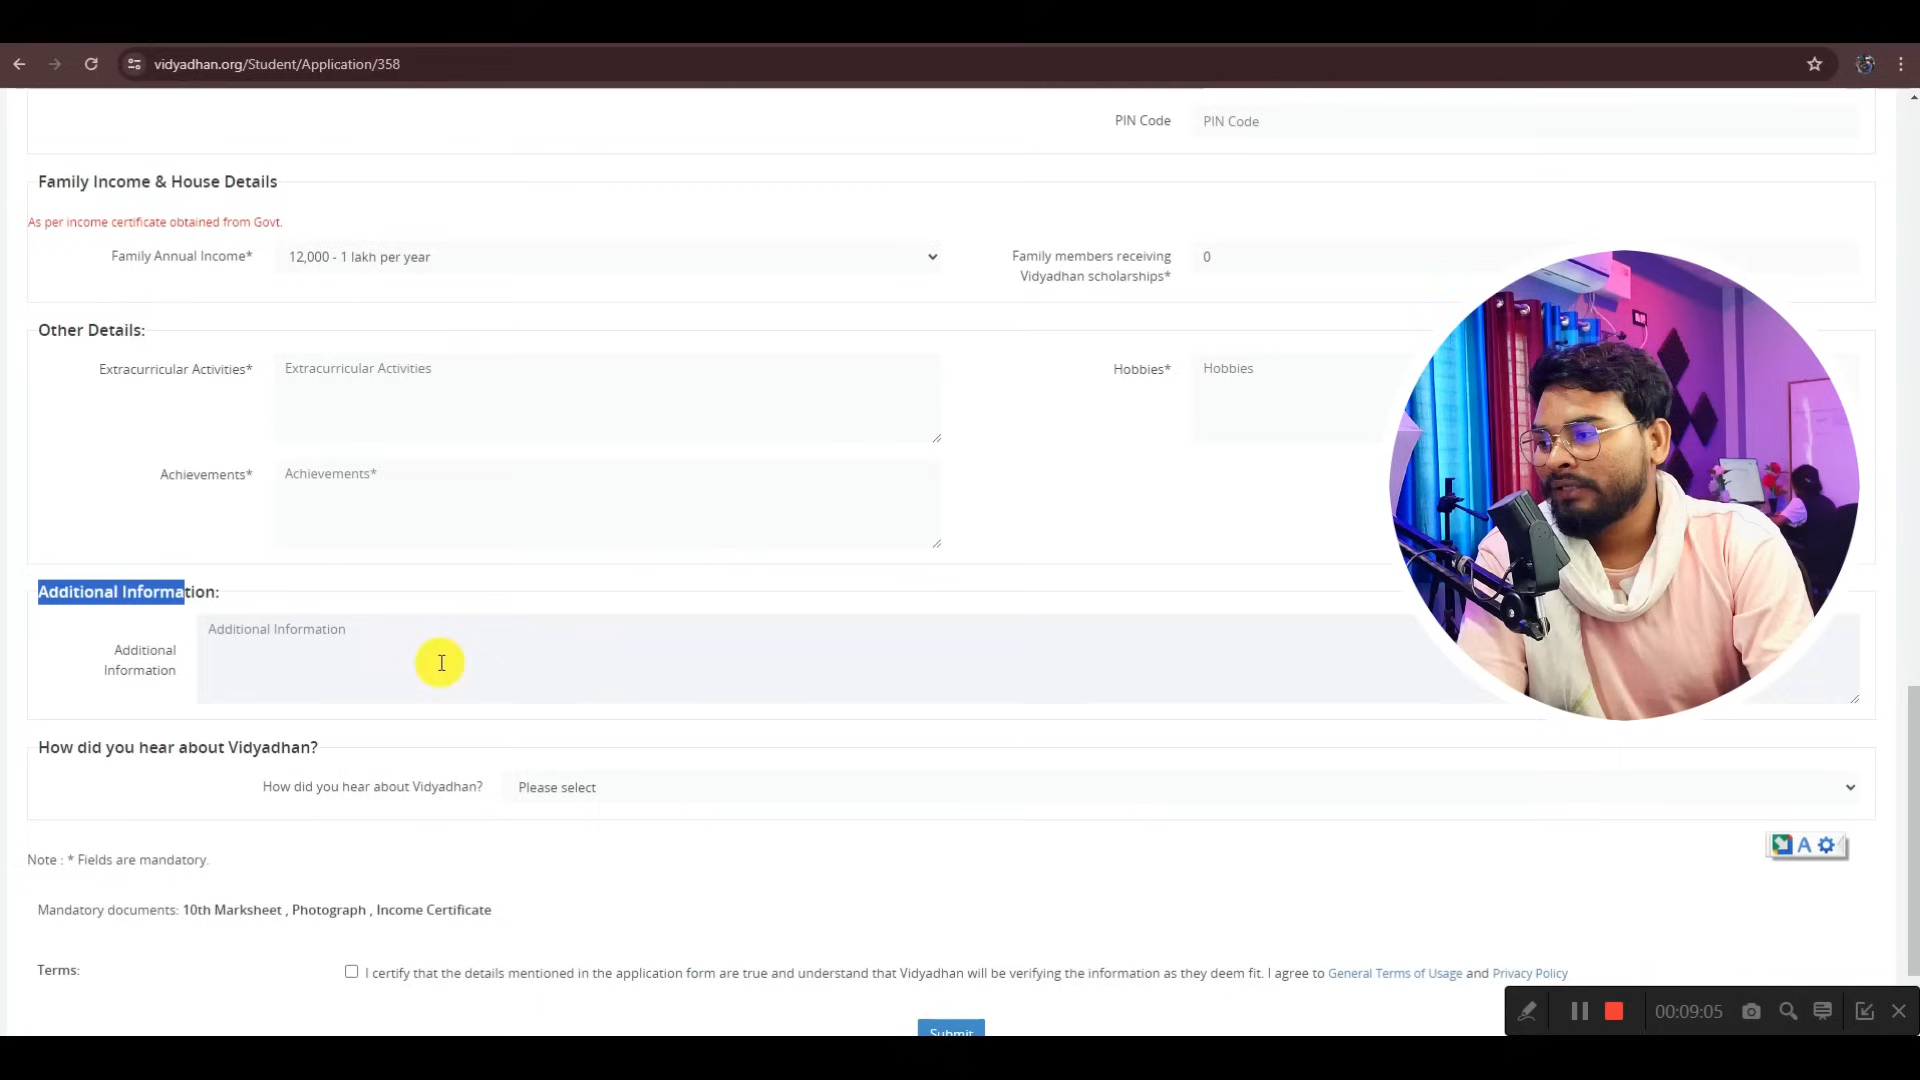 vidyadhan.org/Student/Application/358
PIN Code PIN Code
Family Income & House Details
As per income certificate obtained from Govt.
Family Annual Income* 12,000 - 1 lakh per year
Family members receiving Vidyadhan scholarships* 0
Other Details:
Extracurricular Activities* Extracurricular Activities
Hobbies* Hobbies
Achievements* Achievements*
Additional Information:
Additional Information
Additional Information
How did you hear about Vidyadhan?
How did you hear about Vidyadhan? Please select
A
Note : * Fields are mandatory.
Mandatory documents: 10th Marksheet , Photograph , Income Certificate
Terms: I certify that the details mentioned in the application form are true and understand that Vidyadhan will be verifying the information as they deem fit. I agree to General Terms of Usage and Privacy Policy
Submit
00:09:05